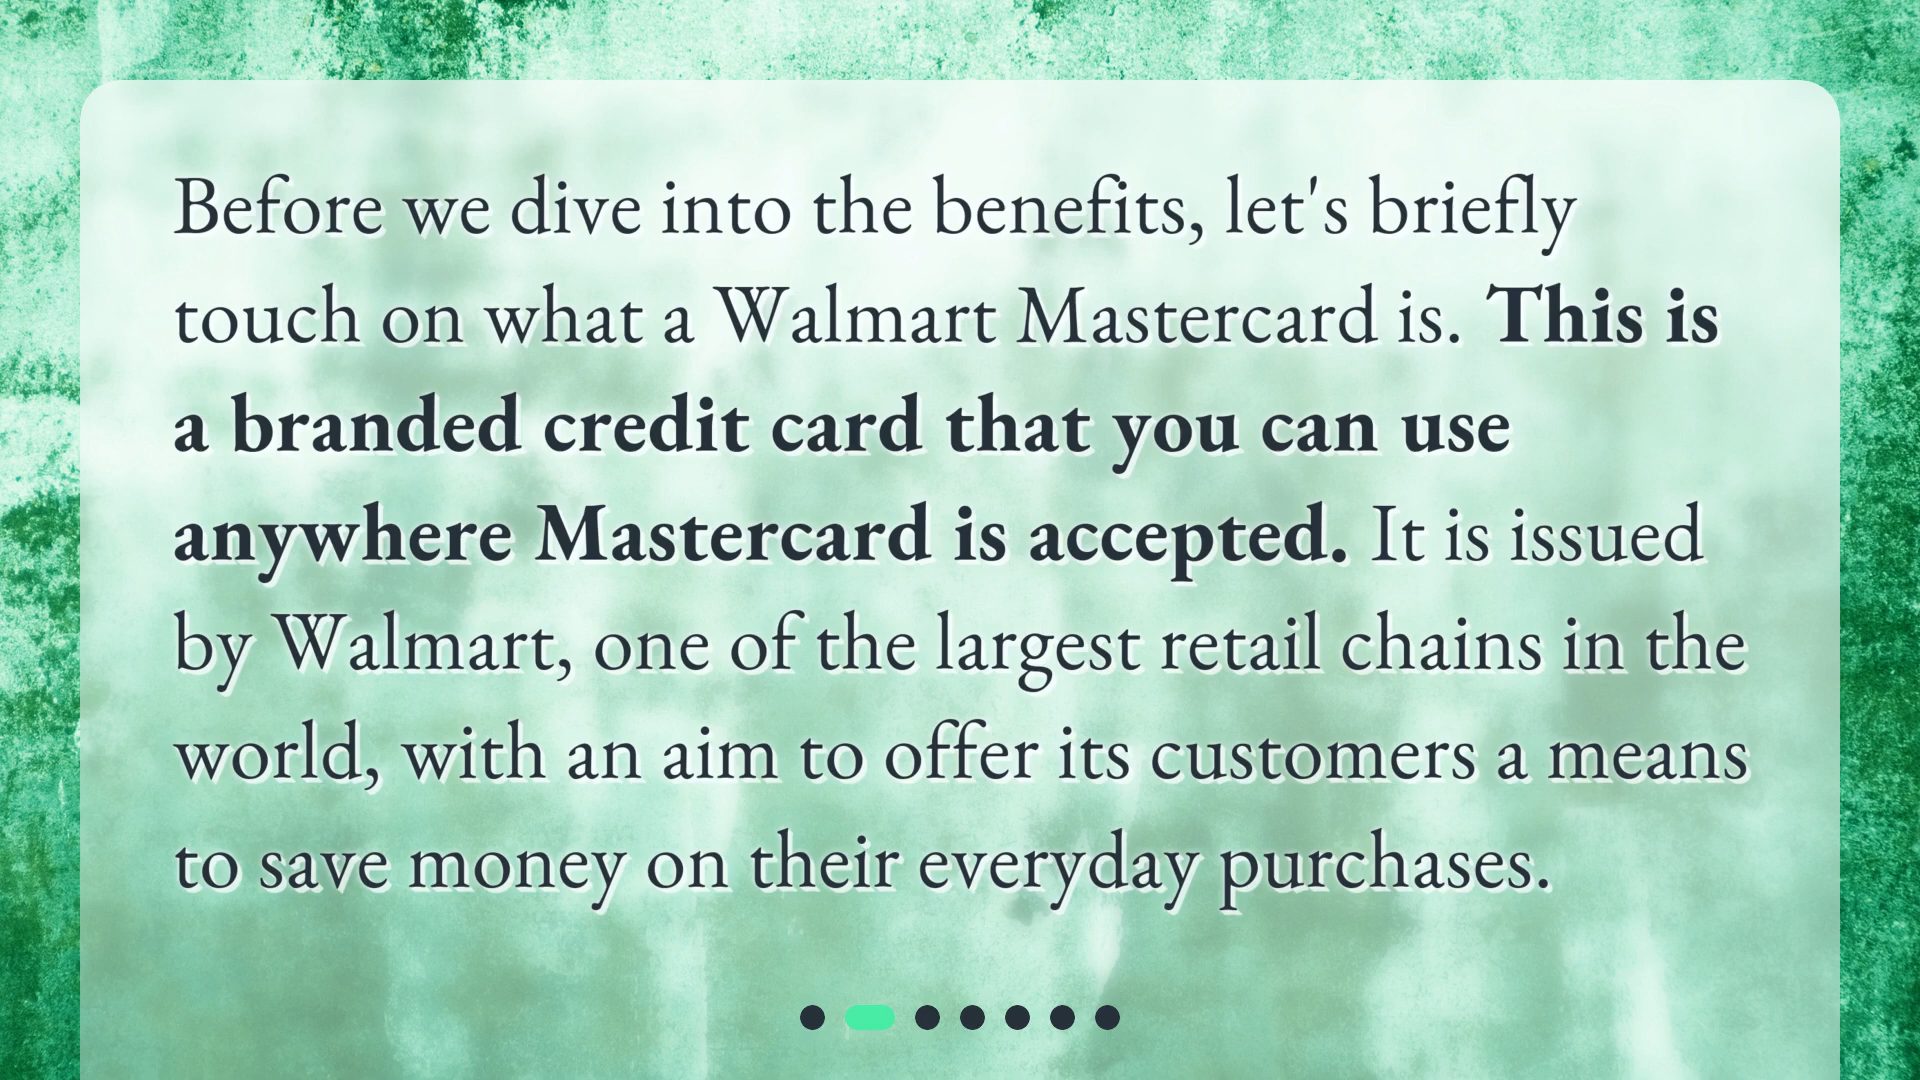 Before we dive into the benefits, let's briefly
touch on what a Walmart Mastercard is. This is
a branded credit card that you can use
anywhere Mastercard is accepted. It is issued
by Walmart, one of the largest retail chains in the
world, with an aim to offer its customers a means
to save money on their everyday purchases.